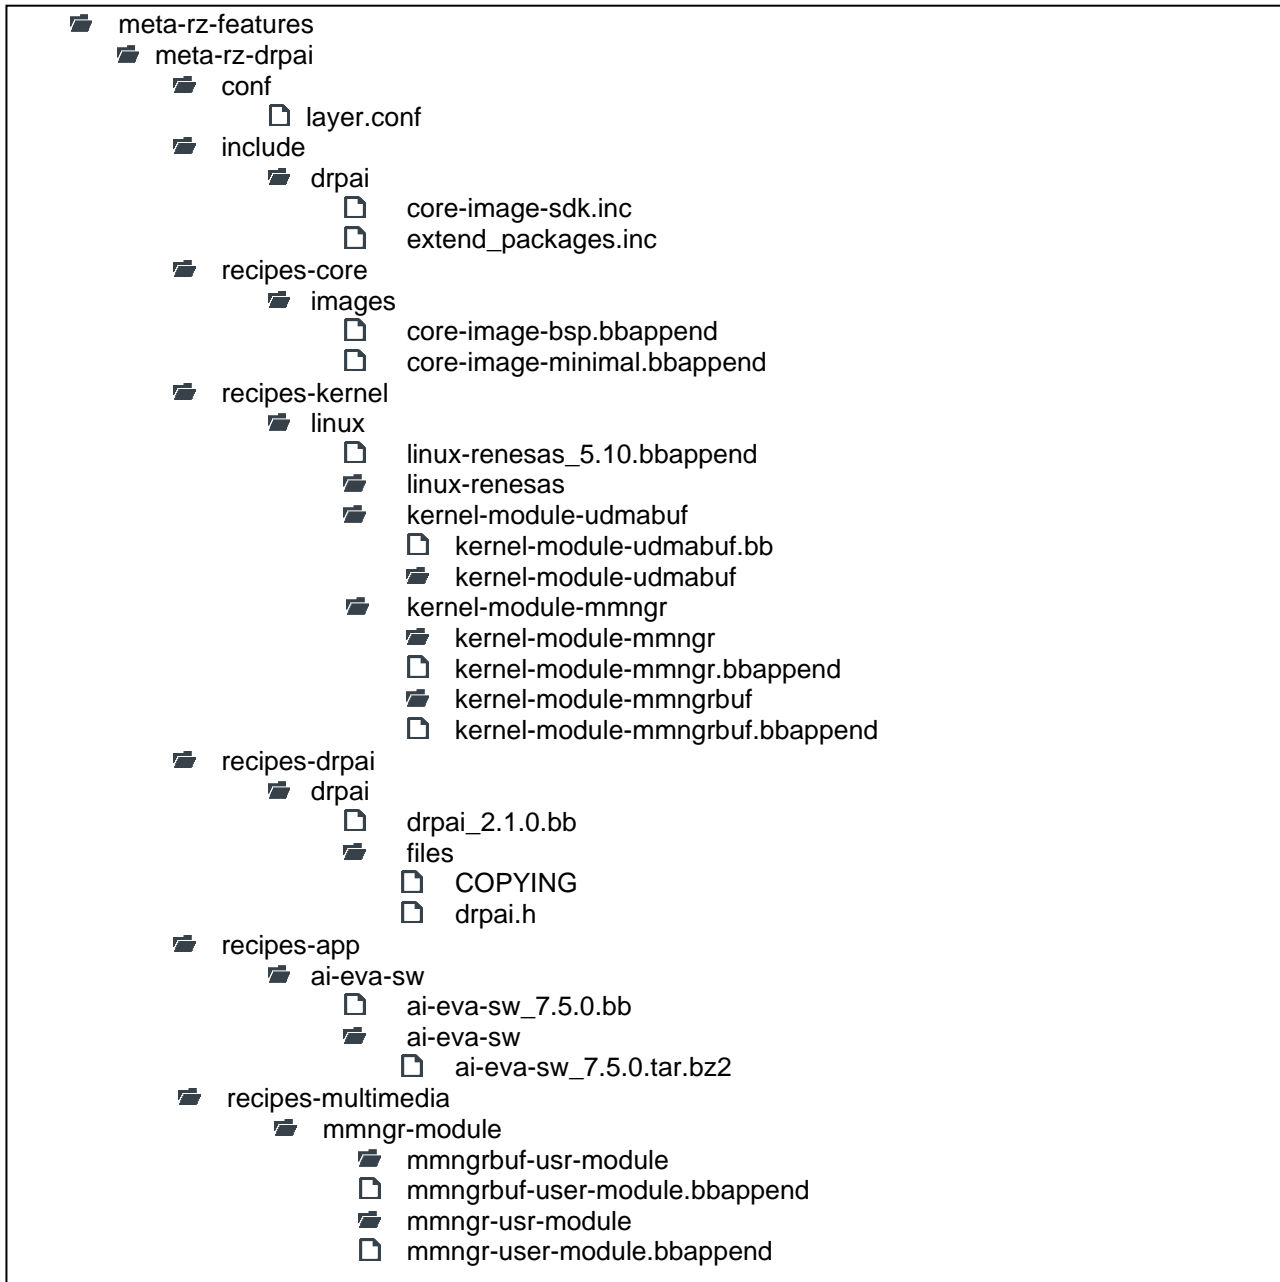 meta-rz-features
meta-rz-drpai
conf
layer.conf
include
drpai
core-image-sdk.inc
extend_packages.inc
recipes-core
images
core-image-bsp.bbappend
core-image-minimal.bbappend
recipes-kernel
linux
linux-renesas_5.10.bbappend
linux-renesas
kernel-module-udmabuf
kernel-module-udmabuf.bb
kernel-module-udmabuf
kernel-module-mmngr
kernel-module-mmngr
kernel-module-mmngr.bbappend
kernel-module-mmngrbuf
kernel-module-mmngrbuf.bbappend
recipes-drpai
drpai
drpai_2.1.0.bb
files
COPYING
drpai.h
recipes-app
ai-eva-sw
ai-eva-sw_7.5.0.bb
ai-eva-sw
ai-eva-sw_7.5.0.tar.bz2
recipes-multimedia
mmngr-module
mmngrbuf-usr-module
mmngrbuf-user-module.bbappend
mmngr-usr-module
mmngr-user-module.bbappend